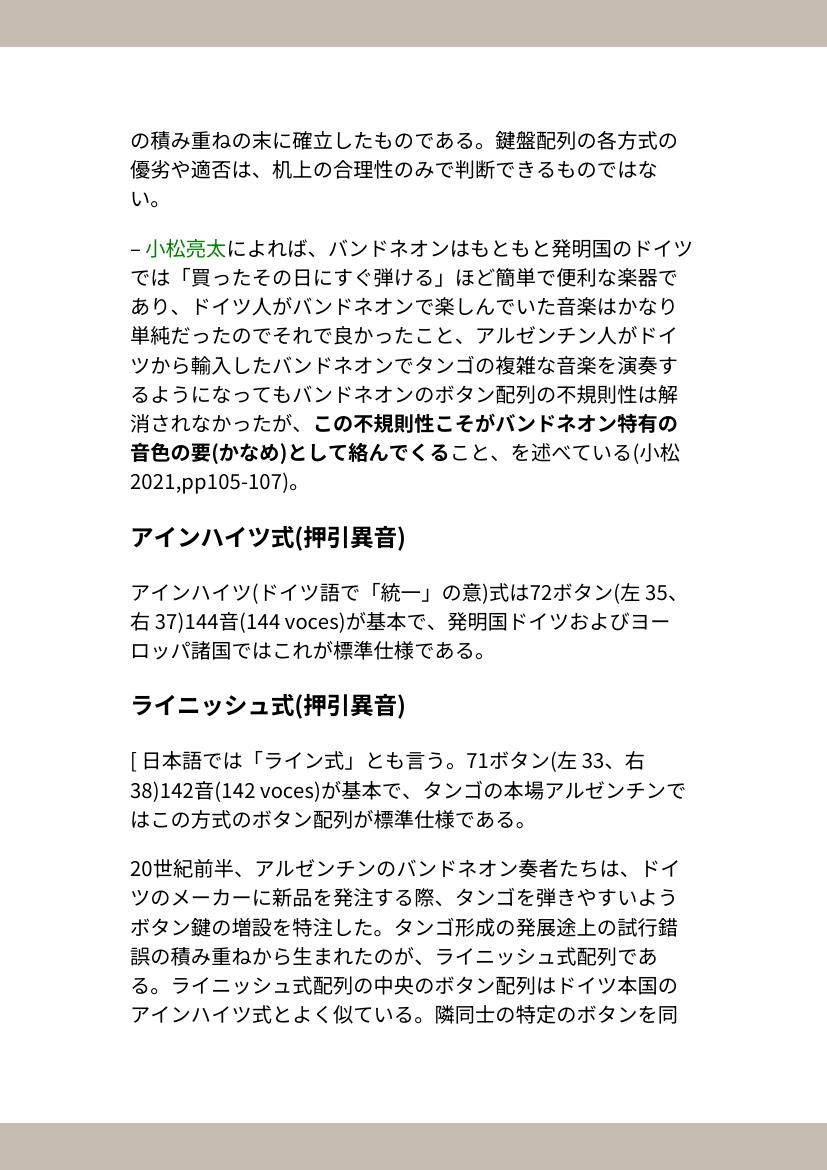 の積み重ねの末に確立したものである。鍵盤配列の各方式の
優劣や適否は、机上の合理性のみで判断できるものではな
い。
– 小松亮太によれば、バンドネオンはもともと発明国のドイツ
では「買ったその日にすぐ弾ける」ほど簡単で便利な楽器で
あり、ドイツ人がバンドネオンで楽しんでいた音楽はかなり
単純だったのでそれで良かったこと、アルゼンチン人がドイ
ツから輸入したバンドネオンでタンゴの複雑な音楽を演奏す
るようになってもバンドネオンのボタン配列の不規則性は解
消されなかったが、この不規則性こそがバンドネオン特有の
音色の要(かなめ)として絡んでくること、を述べている(小松
2021,pp105-107)。
アインハイツ式(押引異音)
アインハイツ(ドイツ語で「統一」の意)式は72ボタン(左 35、
右 37)144音(144 voces)が基本で、発明国ドイツおよびヨー
ロッパ諸国ではこれが標準仕様である。
ライニッシュ式(押引異音)
[ 日本語では「ライン式」とも言う。71ボタン(左 33、右
38)142音(142 voces)が基本で、タンゴの本場アルゼンチンで
はこの方式のボタン配列が標準仕様である。
20世紀前半、アルゼンチンのバンドネオン奏者たちは、ドイ
ツのメーカーに新品を発注する際、タンゴを弾きやすいよう
ボタン鍵の増設を特注した。タンゴ形成の発展途上の試行錯
誤の積み重ねから生まれたのが、ライニッシュ式配列であ
る。ライニッシュ式配列の中央のボタン配列はドイツ本国の
アインハイツ式とよく似ている。隣同士の特定のボタンを同